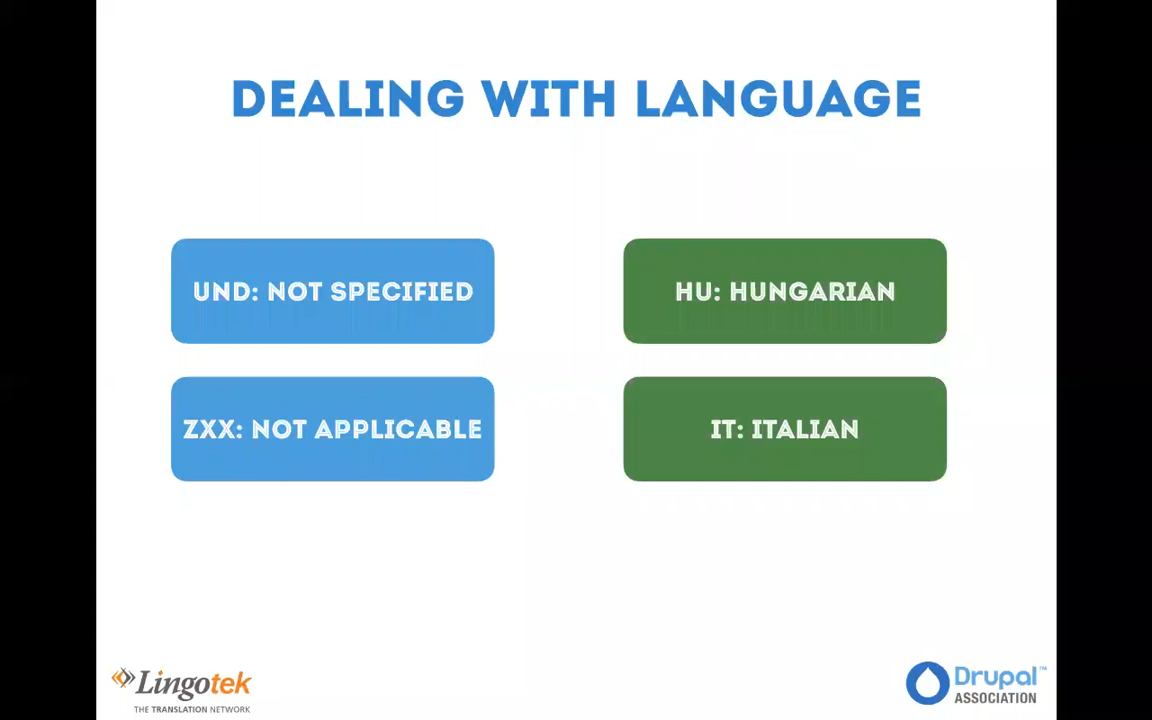 DEALING WITH LANGUAGE
UND: NOT SPECIFIED
HU: HUNGARIAN
ZXX: NOT APPLICABLE
IT: ITALIAN
Lingotek
THE TRANSLATION NETWORK
Drupal™
ASSOCIATION